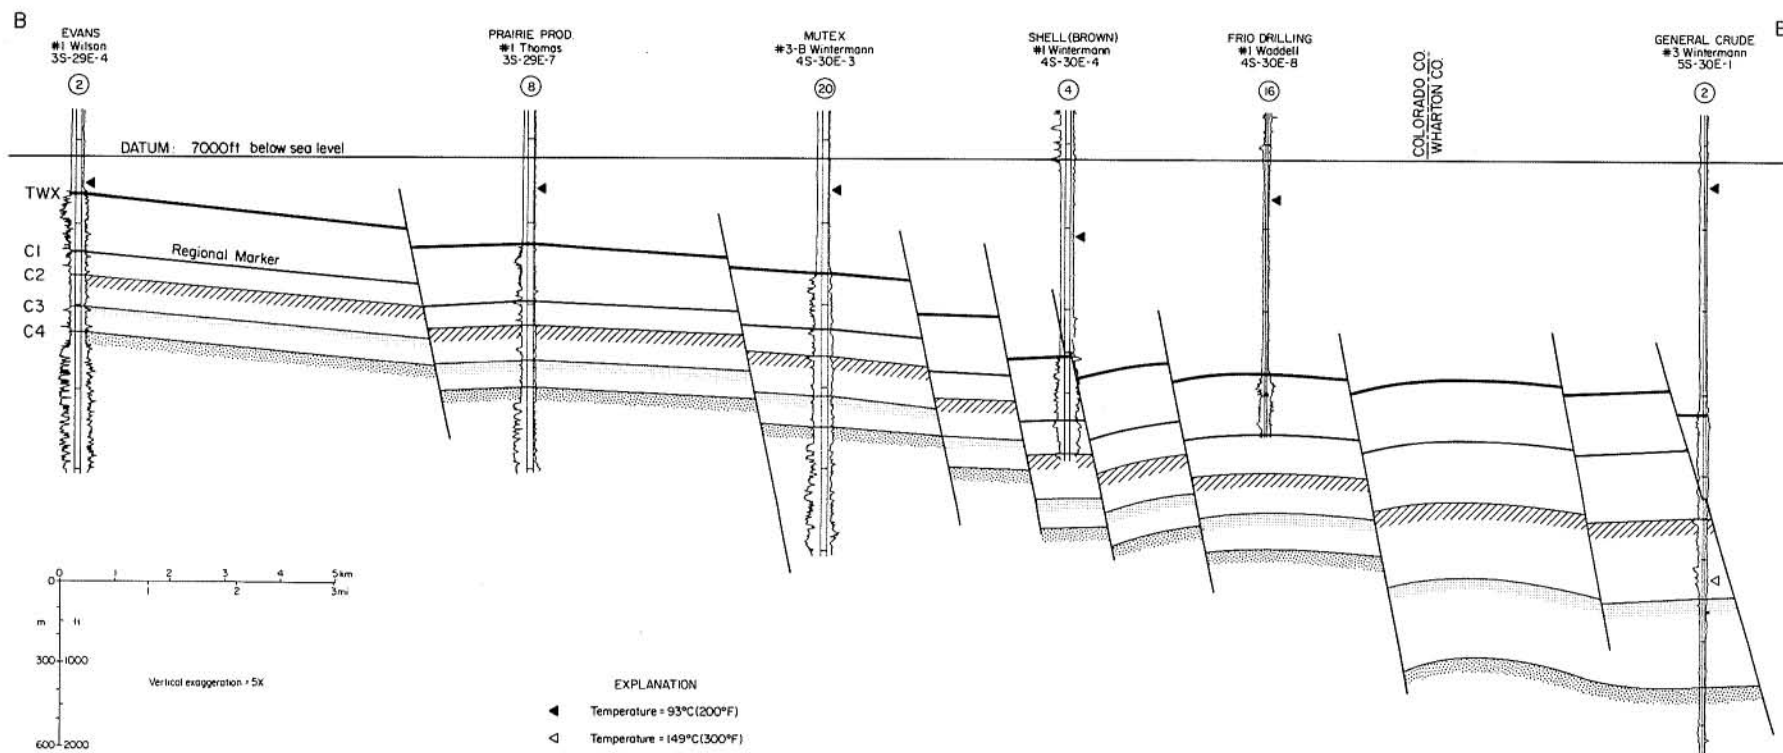 B
EVANS
#1 Wilson
3S-29E-4
2
PRAIRIE PROD.
#1 Thomas
3S-29E-7
8
MUTEX
#3-B Wintermann
4S-30E-3
20
SHELL (BROWN)
#1 Wintermann
4S-30E-4
4
FRIO DRILLING
#1 Waddell
4S-30E-8
16
COLORADO CO.
WHARTON CO.
B
GENERAL CRUDE
#3 Wintermann
5S-30E-1
2
DATUM: 7000ft below sea level
TWX
C1
Regional Marker
C2
C3
C4
0 1 2 3 4 5km
0 1 2 3mi
m ft
300 1000
600 2000
Vertical exaggeration = 5X
EXPLANATION
Temperature = 93°C(200°F)
Temperature = 149°C(300°F)